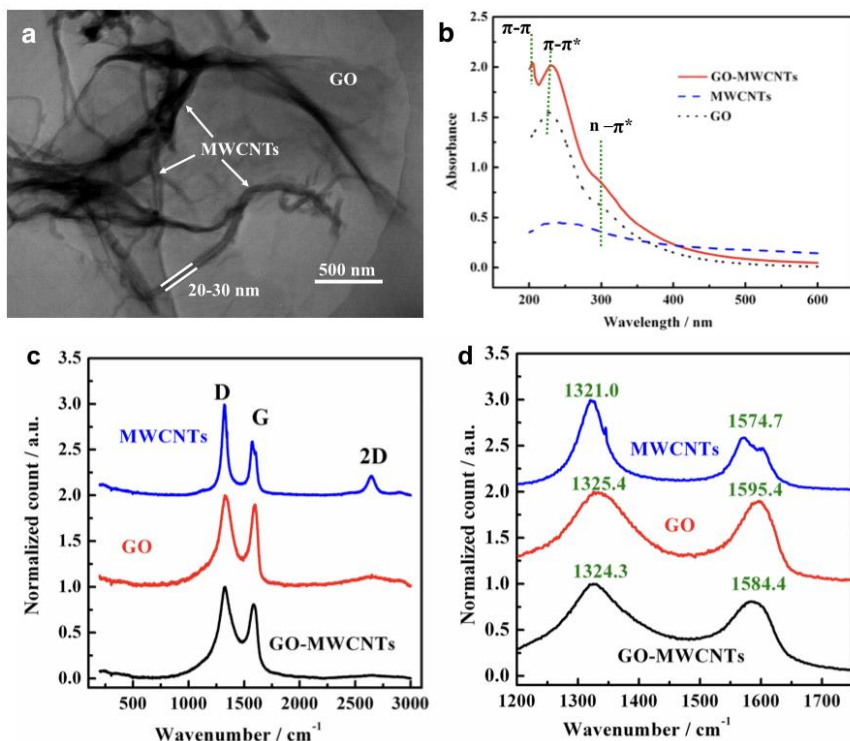 a
GO
MWCNTs
500 nm
20-30 nm
b
π-π
π-π*
n –π*
GO-MWCNTs
MWCNTs
GO
Absorbance
2.5
2.0
1.5
1.0
0.5
0.0
200 300 400 500 600
Wavelength / nm
c
D
G
2D
MWCNTs
GO
GO-MWCNTs
Normalized count / a.u.
3.5
3.0
2.5
2.0
1.5
1.0
0.5
0.0
500 1000 1500 2000 2500 3000
Wavenumber / cm⁻¹
d
1321.0
1574.7
MWCNTs
1325.4
1595.4
GO
1324.3
1584.4
GO-MWCNTs
Normalized count / a.u.
3.5
3.0
2.5
2.0
1.5
1.0
0.5
0.0
1200 1300 1400 1500 1600 1700
Wavenumber / cm⁻¹